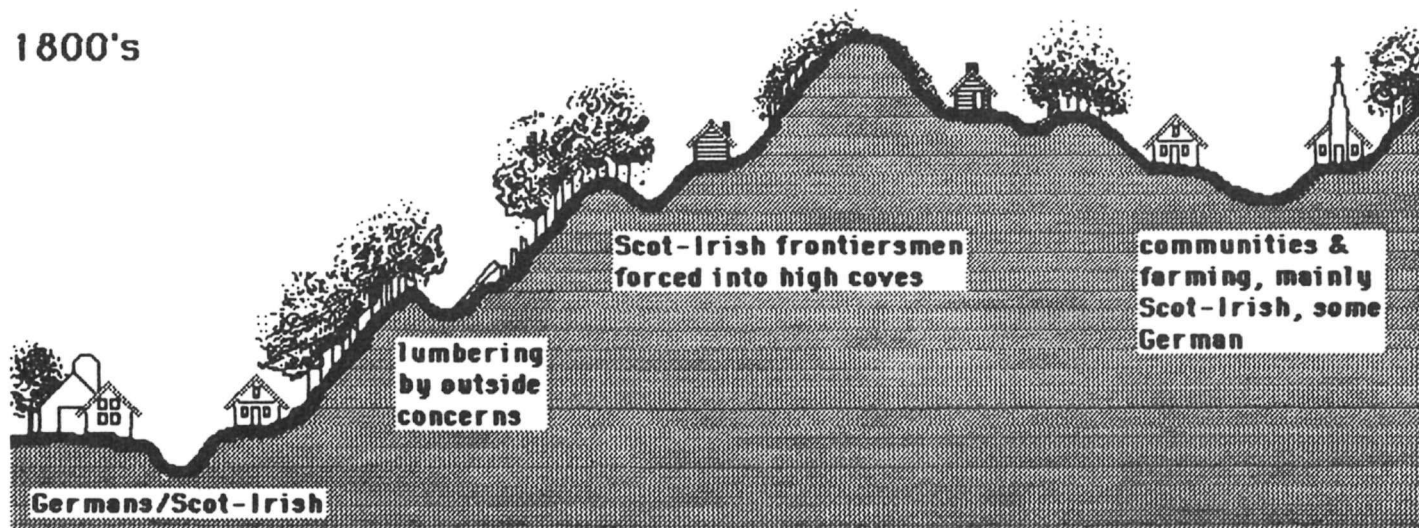 1800's
Scot-Irish frontiersmen
forced into high coves
communities &
farming, mainly
Scot-Irish, some
German
lumbering
by outside
concerns
Germans/Scot-Irish